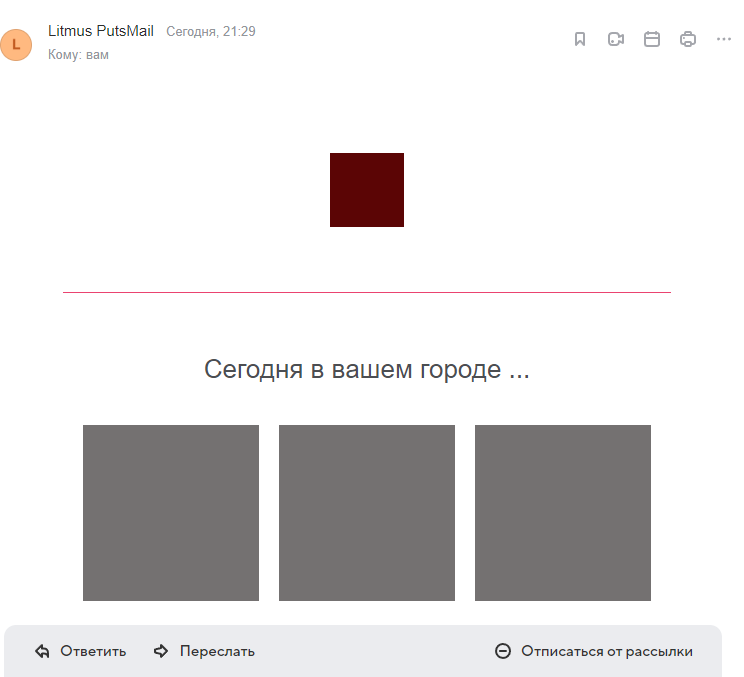 L
Litmus PutsMail Сегодня, 21:29
Кому: вам
Сегодня в вашем городе ...
Ответить Переслать Отписаться от рассылки